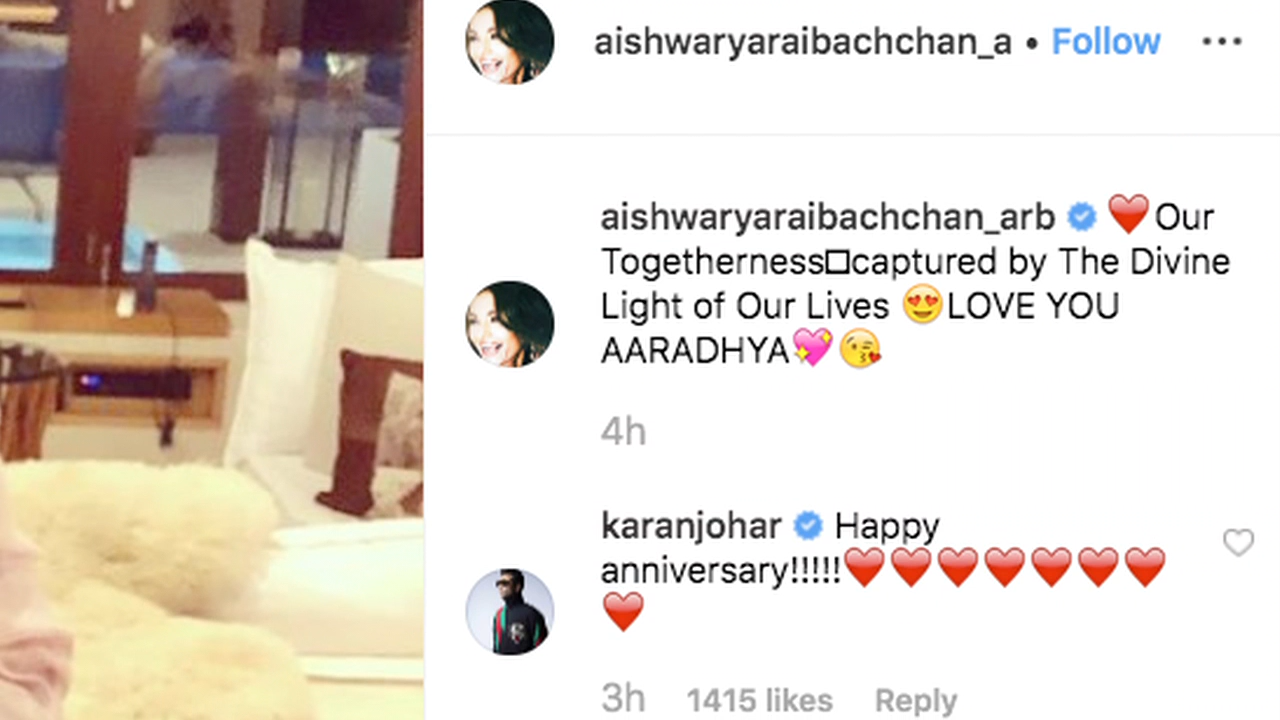 aishwaryaraibachchan_a • Follow •••
aishwaryaraibachchan_arb ❤️Our
Togetherness□captured by The Divine
Light of Our Lives 😍LOVE YOU
AARADHYA💖😘
4h
karanjohar Happy
anniversary!!!!!❤️❤️❤️❤️❤️❤️❤️
❤️
3h 1415 likes Reply